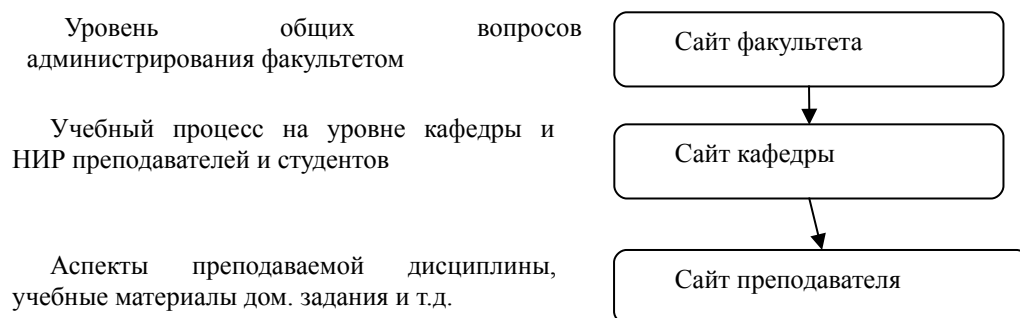 Уровень общих вопросов
администрирования факультетом
Сайт факультета
Учебный процесс на уровне кафедры и
НИР преподавателей и студентов
Сайт кафедры
Аспекты преподаваемой дисциплины,
учебные материалы дом. задания и т.д.
Сайт преподавателя